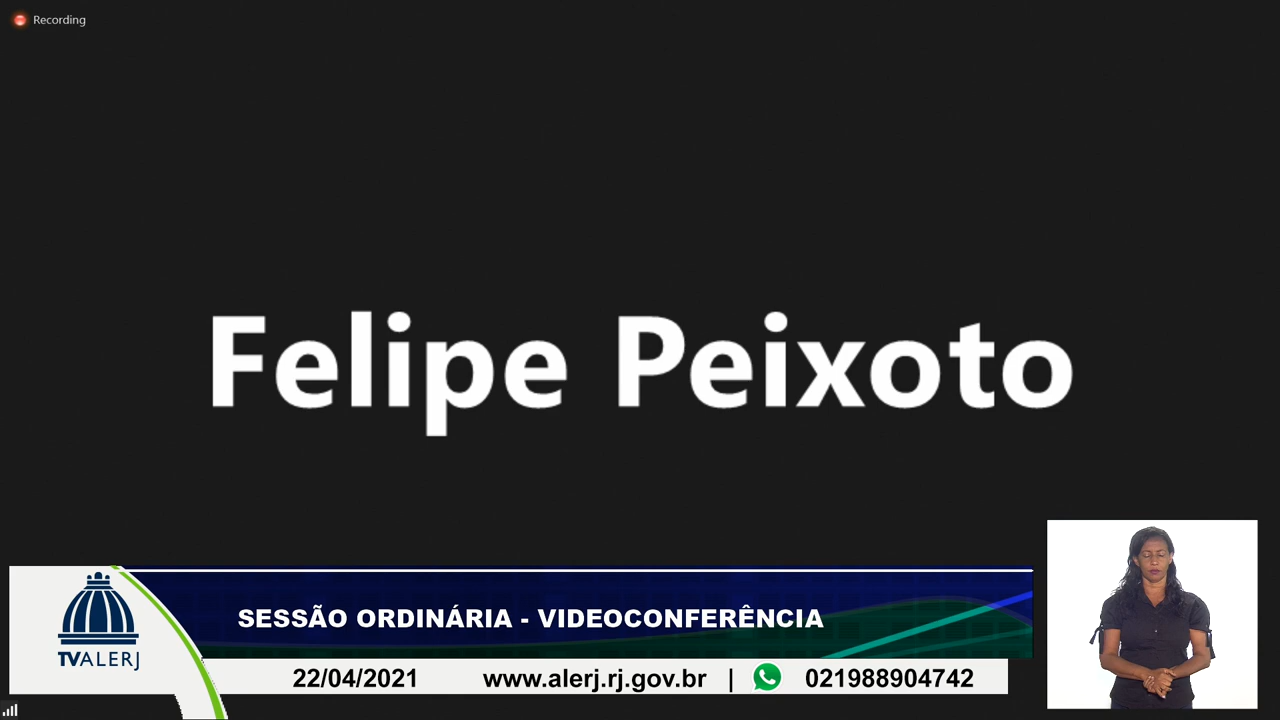 Recording
Felipe Peixoto
SESSÃO ORDINÁRIA - VIDEOCONFERÊNCIA
TVALERJ
22/04/2021 www.alerj.rj.gov.br | 021988904742